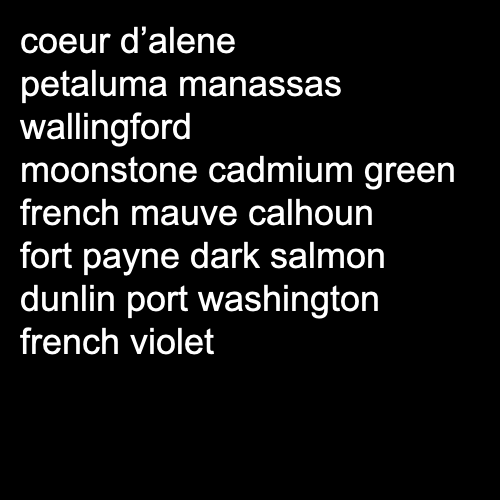 coeur d’alene
petaluma manassas
wallingford
moonstone cadmium green
french mauve calhoun
fort payne dark salmon
dunlin port washington
french violet